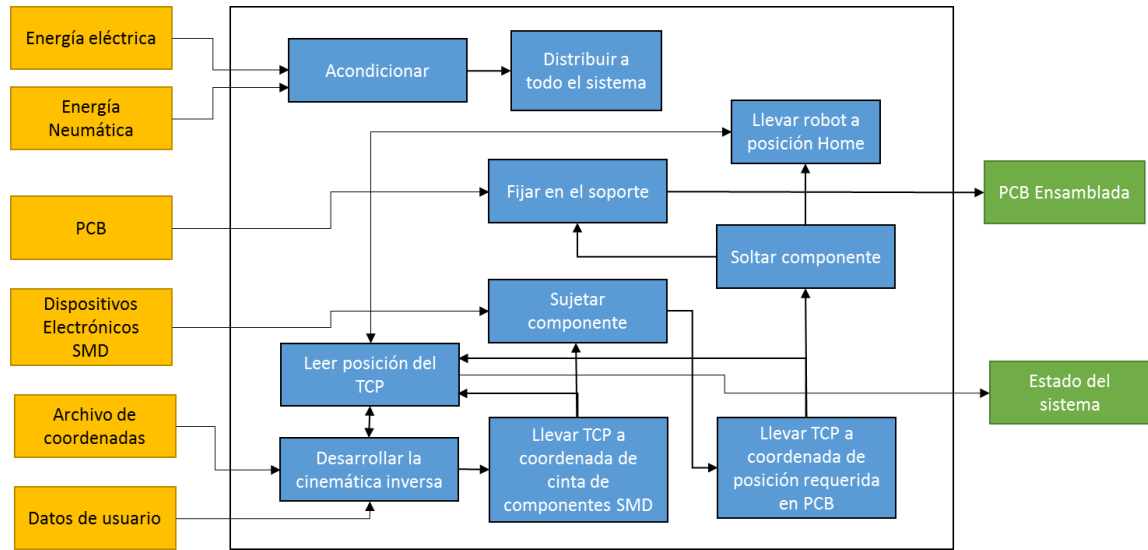 Energía eléctrica
Energía
Neumática
PCB
Dispositivos
Electrónicos
SMD
Archivo de
coordenadas
Datos de usuario
Acondicionar
Distribuir a
todo el sistema
Llevar robot a
posición Home
Fijar en el soporte
Soltar componente
Sujetar
componente
Leer posición del
TCP
Desarrollar la
cinemática inversa
Llevar TCP a
coordenada de
cinta de
componentes SMD
Llevar TCP a
coordenada de
posición requerida
en PCB
PCB Ensamblada
Estado del
sistema